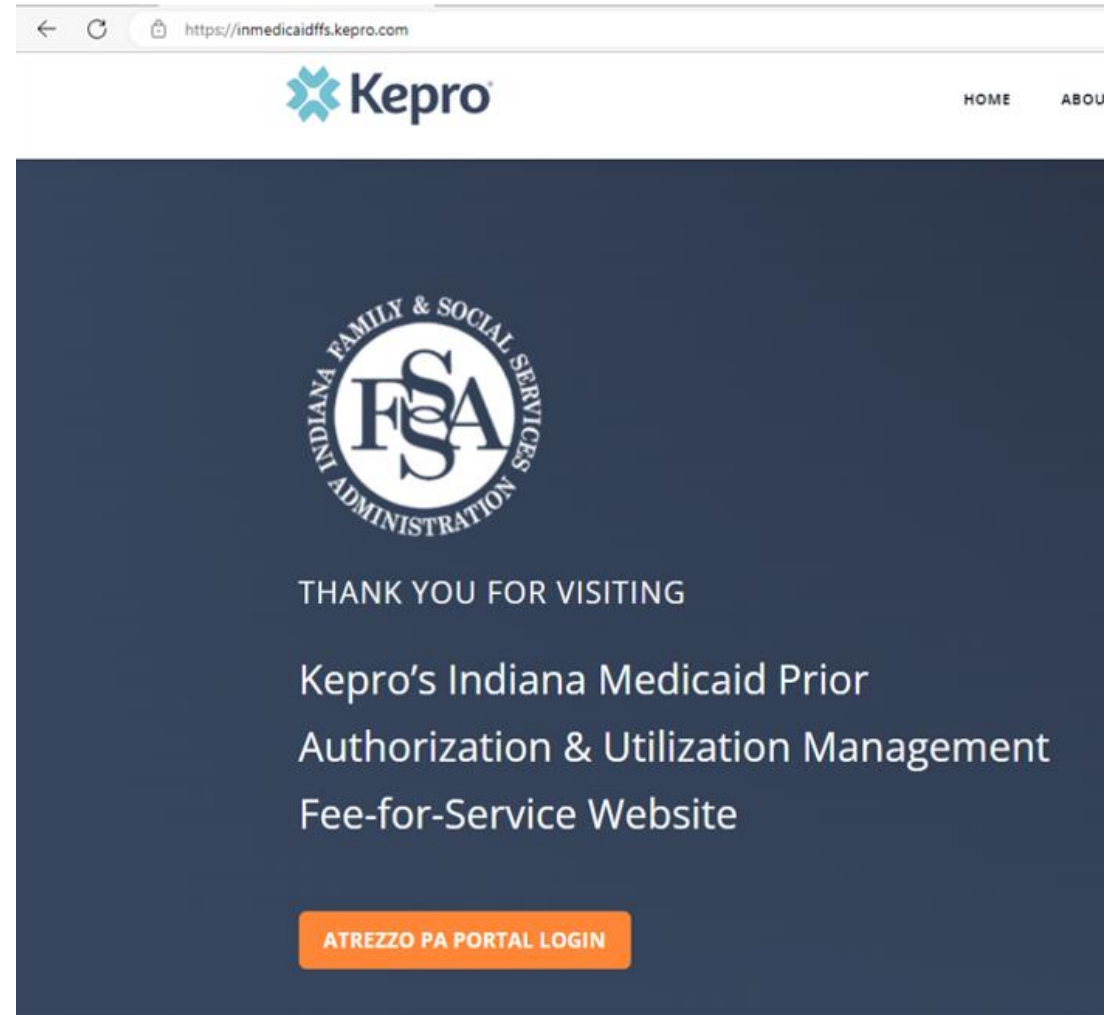 https://inmedicaidffs.kepro.com
Kepro
HOME ABOU
INDIANA FAMILY & SOCIAL SERVICES ADMINISTRATION
FSSA
THANK YOU FOR VISITING
Kepro’s Indiana Medicaid Prior
Authorization & Utilization Management
Fee-for-Service Website
ATREZZO PA PORTAL LOGIN